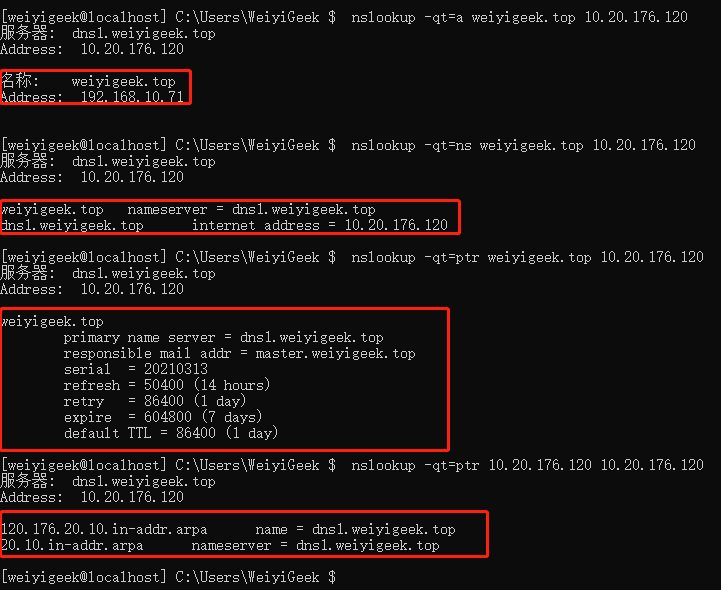 [weiyigeek@localhost] C:\Users\WeiyiGeek $  nslookup -qt=a weiyigeek.top 10.20.176.120
服务器:  dns1.weiyigeek.top
Address:  10.20.176.120
名称:    weiyigeek.top
Address:  192.168.10.71
[weiyigeek@localhost] C:\Users\WeiyiGeek $  nslookup -qt=ns weiyigeek.top 10.20.176.120
服务器:  dns1.weiyigeek.top
Address:  10.20.176.120
weiyigeek.top   nameserver = dns1.weiyigeek.top
dns1.weiyigeek.top      internet address = 10.20.176.120
[weiyigeek@localhost] C:\Users\WeiyiGeek $  nslookup -qt=ptr weiyigeek.top 10.20.176.120
服务器:  dns1.weiyigeek.top
Address:  10.20.176.120
weiyigeek.top
        primary name server = dns1.weiyigeek.top
        responsible mail addr = master.weiyigeek.top
        serial  = 20210313
        refresh = 50400 (14 hours)
        retry   = 86400 (1 day)
        expire  = 604800 (7 days)
        default TTL = 86400 (1 day)
[weiyigeek@localhost] C:\Users\WeiyiGeek $  nslookup -qt=ptr 10.20.176.120 10.20.176.120
服务器:  dns1.weiyigeek.top
Address:  10.20.176.120
120.176.20.10.in-addr.arpa      name = dns1.weiyigeek.top
20.10.in-addr.arpa      nameserver = dns1.weiyigeek.top
[weiyigeek@localhost] C:\Users\WeiyiGeek $